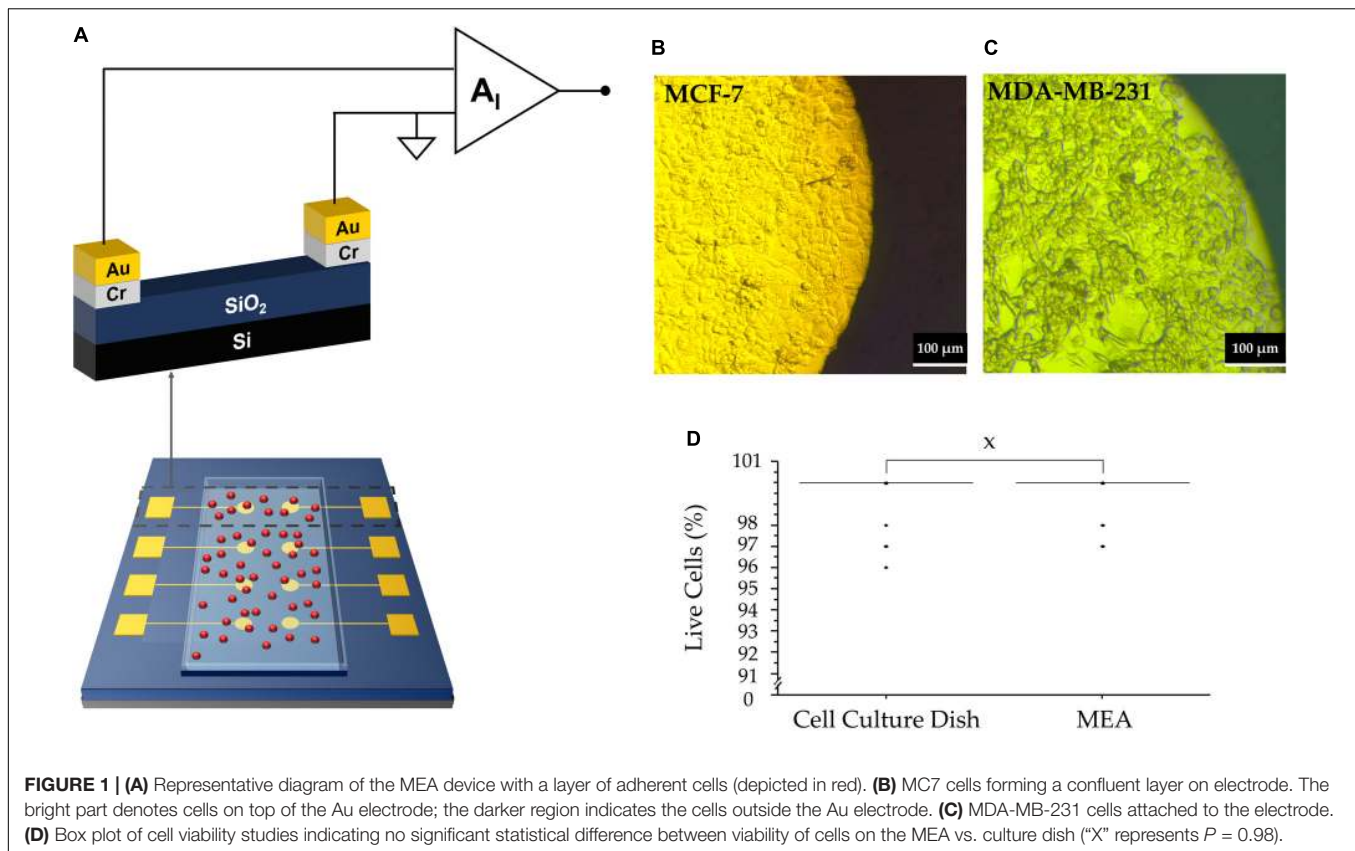 A
A_I
Au
Cr
Au
Cr
SiO₂
Si
B
MCF-7
100 µm
C
MDA-MB-231
100 µm
D
x
101
98
97
96
95
94
93
92
91
0
Live Cells (%)
Cell Culture Dish
MEA
FIGURE 1 | (A) Representative diagram of the MEA device with a layer of adherent cells (depicted in red). (B) MC7 cells forming a confluent layer on electrode. The
bright part denotes cells on top of the Au electrode; the darker region indicates the cells outside the Au electrode. (C) MDA-MB-231 cells attached to the electrode.
(D) Box plot of cell viability studies indicating no significant statistical difference between viability of cells on the MEA vs. culture dish (“X” represents P = 0.98).